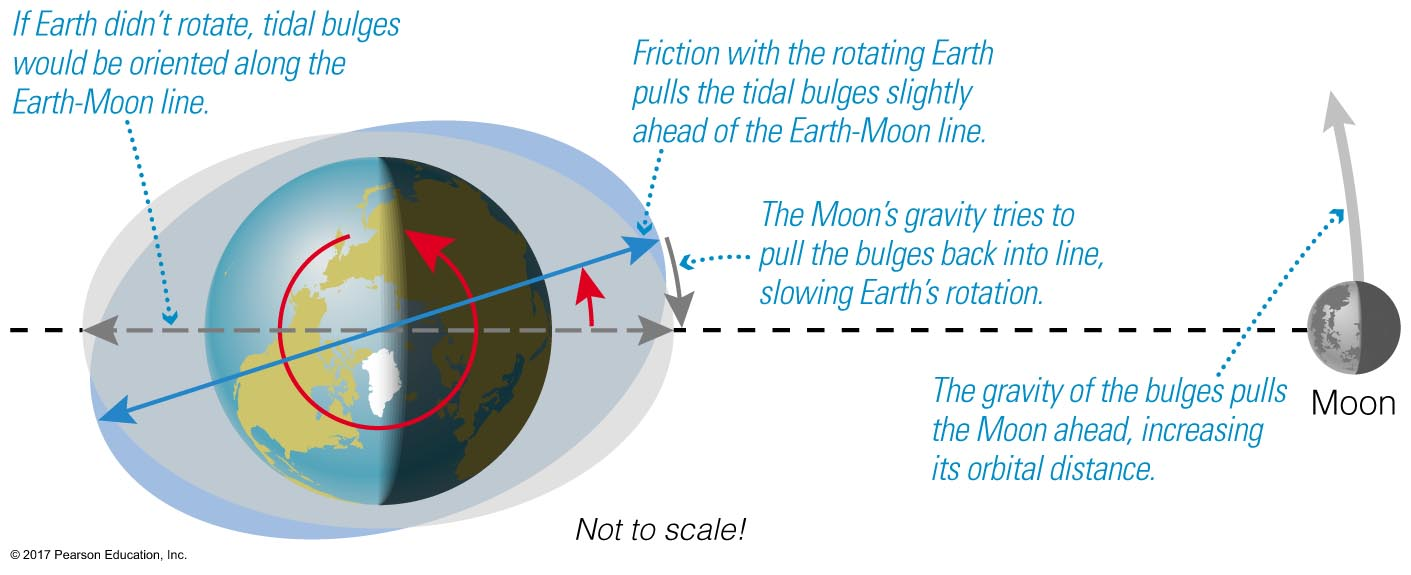 If Earth didn’t rotate, tidal bulges
would be oriented along the
Earth-Moon line.
Friction with the rotating Earth
pulls the tidal bulges slightly
ahead of the Earth-Moon line.
The Moon’s gravity tries to
pull the bulges back into line,
slowing Earth’s rotation.
The gravity of the bulges pulls
the Moon ahead, increasing
its orbital distance.
Moon
Not to scale!
© 2017 Pearson Education, Inc.